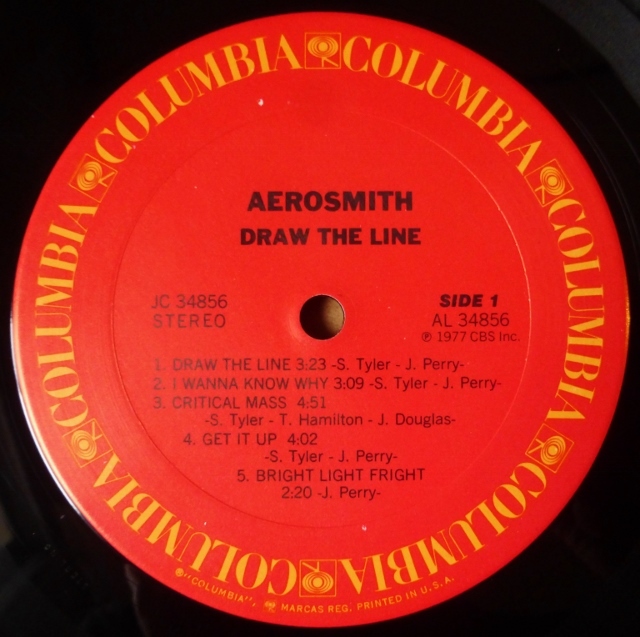 COLUMBIA COLUMBIA COLUMBIA COLUMBIA COLUMBIA COLUMBIA COLUMBIA
AEROSMITH
DRAW THE LINE
JC 34856
STEREO
SIDE 1
AL 34856
℗ 1977 CBS Inc.
1. DRAW THE LINE 3:23 -S. Tyler - J. Perry-
2. I WANNA KNOW WHY 3:09 -S. Tyler - J. Perry-
3. CRITICAL MASS 4:51
-S. Tyler - T. Hamilton - J. Douglas-
4. GET IT UP 4:02
-S. Tyler - J. Perry-
5. BRIGHT LIGHT FRIGHT
2:20 -J. Perry-
®"COLUMBIA", MARCAS REG. PRINTED IN U.S.A.